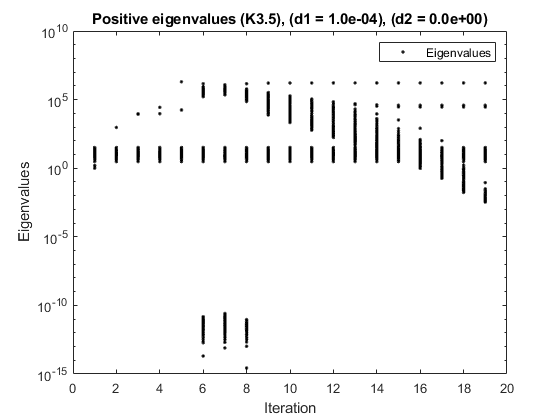 Positive eigenvalues (K3.5), (d1 = 1.0e-04), (d2 = 0.0e+00)
Eigenvalues
10^10
10^5
10^0
10^-5
10^-10
10^-15
Eigenvalues
0 2 4 6 8 10 12 14 16 18 20
Iteration